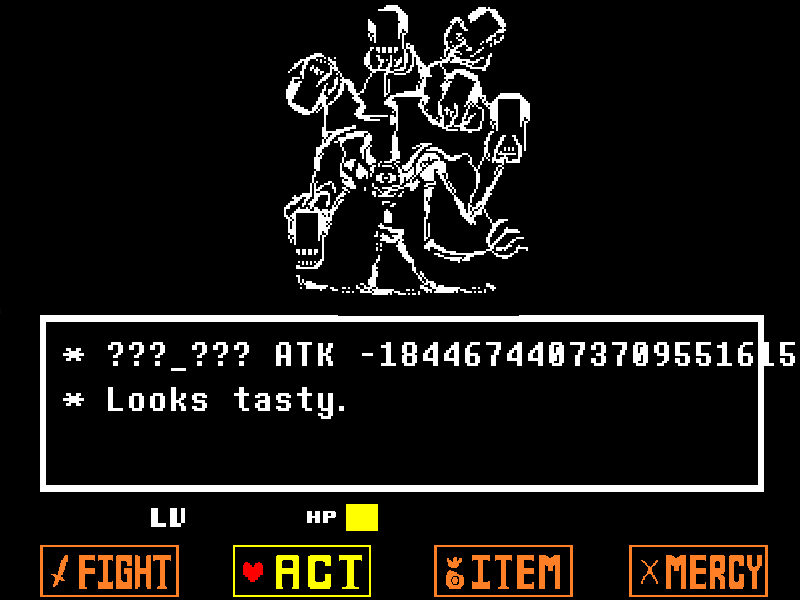 * ???_??? ATK -18446744073709551615
* Looks tasty.
LV HP
FIGHT ACT ITEM MERCY